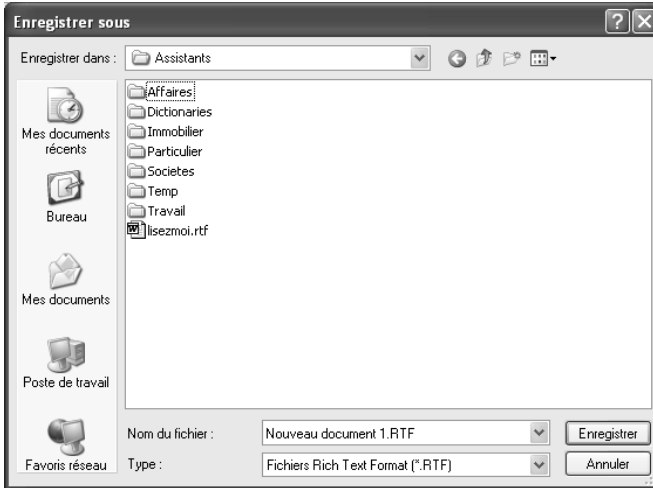 Enregistrer sous
Enregistrer dans :
Assistants
Mes documents
récents
Bureau
Mes documents
Poste de travail
Favoris réseau
Affaires
Dictionaries
Immobilier
Particulier
Societes
Temp
Travail
lisezmoi.rtf
Nom du fichier :
Nouveau document 1.RTF
Enregistrer
Type :
Fichiers Rich Text Format (*.RTF)
Annuler